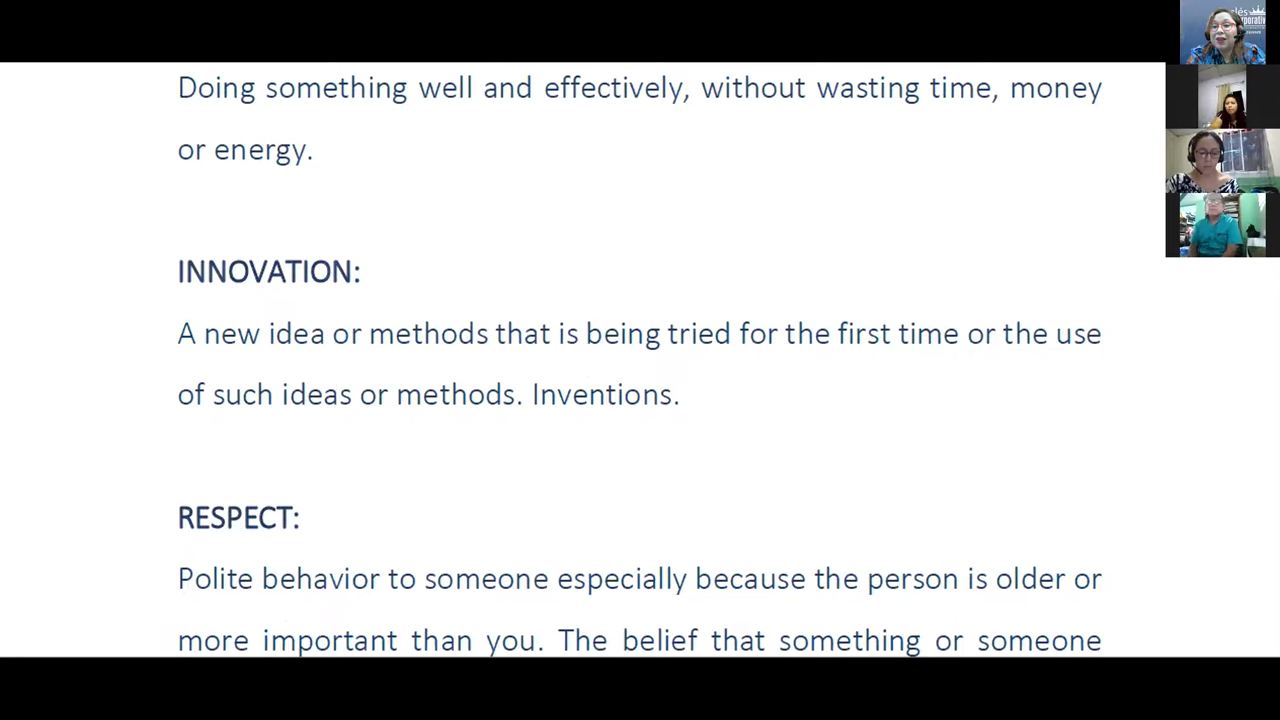 Doing something well and effectively, without wasting time, money
or energy.
INNOVATION:
A new idea or methods that is being tried for the first time or the use
of such ideas or methods. Inventions.
RESPECT:
Polite behavior to someone especially because the person is older or
more important than you. The belief that something or someone